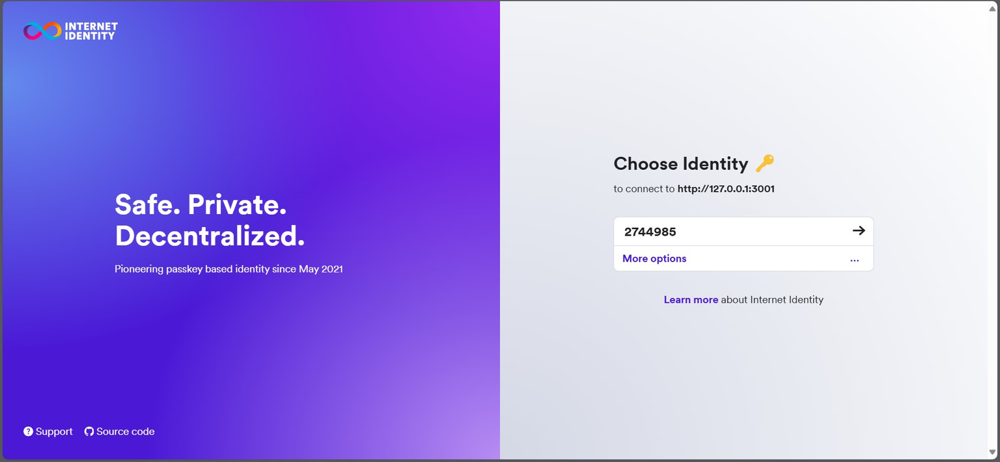 INTERNET
IDENTITY
Safe. Private.
Decentralized.
Pioneering passkey based identity since May 2021
Support
Source code
Choose Identity
to connect to http://127.0.0.1:3001
2744985
More options
...
Learn more about Internet Identity